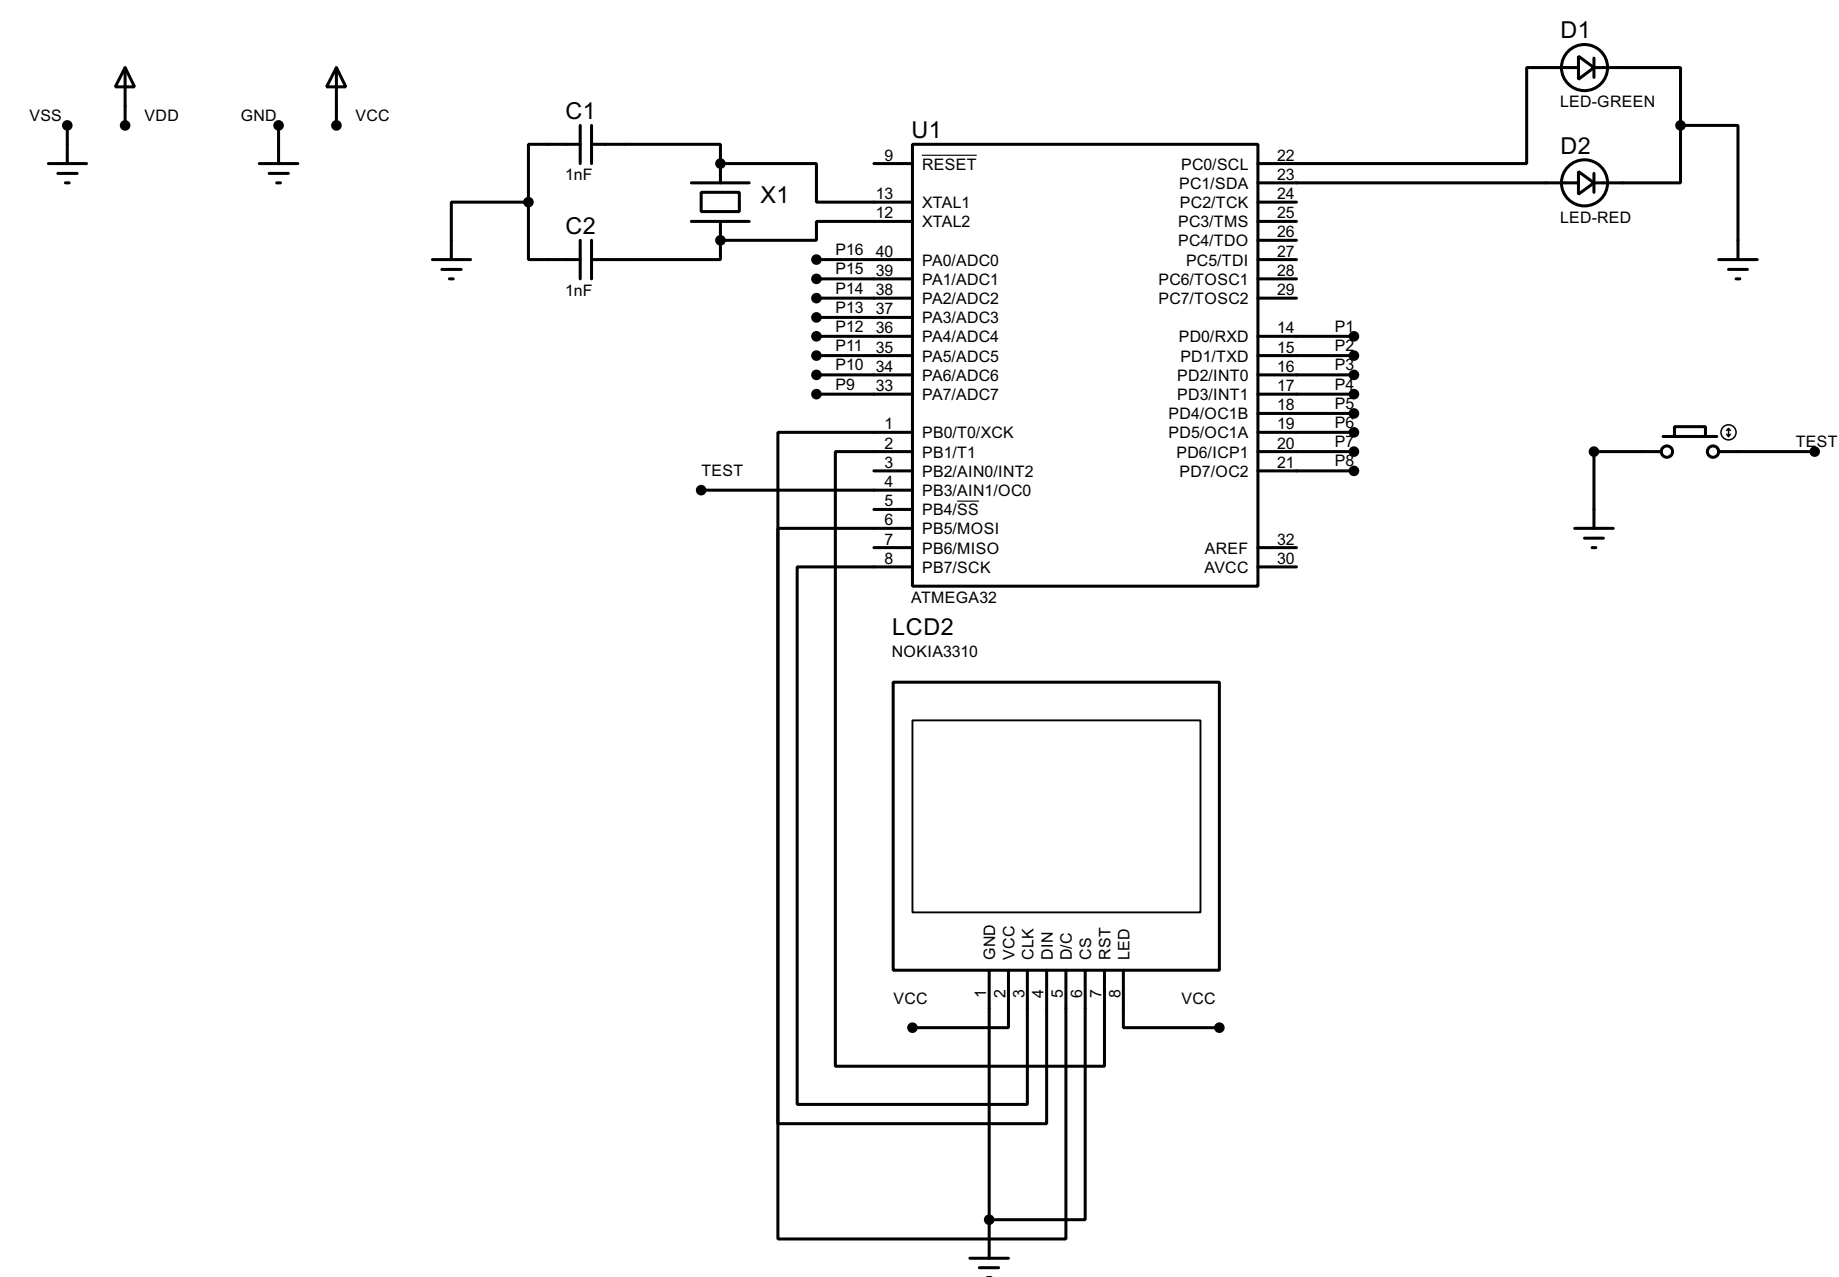 VSS
VDD
GND
VCC
C1
1nF
C2
1nF
X1
U1
9 RESET
13 XTAL1
12 XTAL2
P16 40 PA0/ADC0
P15 39 PA1/ADC1
P14 38 PA2/ADC2
P13 37 PA3/ADC3
P12 36 PA4/ADC4
P11 35 PA5/ADC5
P10 34 PA6/ADC6
P9 33 PA7/ADC7
1 PB0/T0/XCK
2 PB1/T1
3 PB2/AIN0/INT2
TEST
4 PB3/AIN1/OC0
5 PB4/SS
6 PB5/MOSI
7 PB6/MISO
8 PB7/SCK
PC0/SCL 22
PC1/SDA 23
PC2/TCK 24
PC3/TMS 25
PC4/TDO 26
PC5/TDI 27
PC6/TOSC1 28
PC7/TOSC2 29
PD0/RXD 14 P1
PD1/TXD 15 P2
PD2/INT0 16 P3
PD3/INT1 17 P4
PD4/OC1B 18 P5
PD5/OC1A 19 P6
PD6/ICP1 20 P7
PD7/OC2 21 P8
AREF 32
AVCC 30
ATMEGA32
D1
LED-GREEN
D2
LED-RED
TEST
LCD2
NOKIA3310
GND
VCC
CLK
DIN
D/C
CS
RST
LED
VCC
1
2
3
4
5
6
7
8
VCC